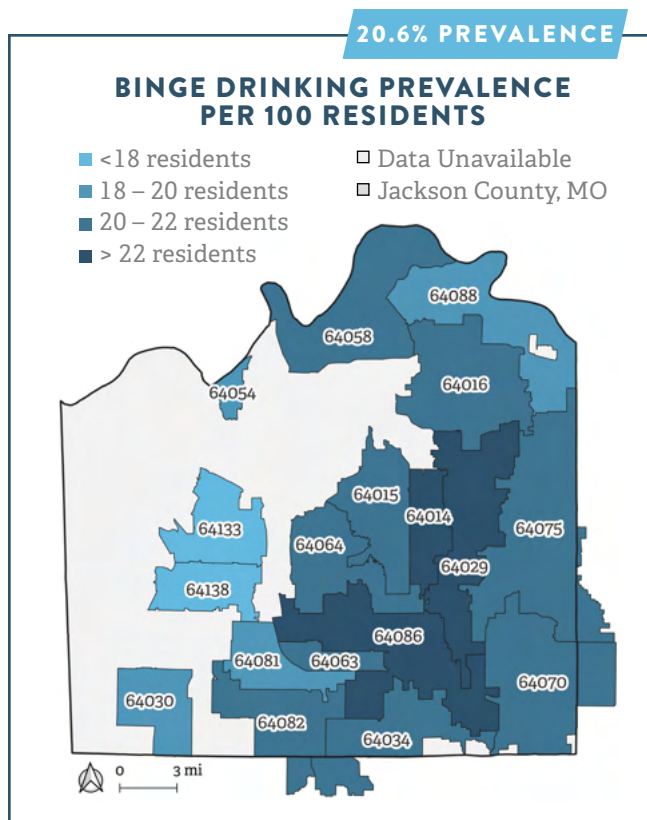 20.6% PREVALENCE
BINGE DRINKING PREVALENCE
PER 100 RESIDENTS
<18 residents
18 – 20 residents
20 – 22 residents
> 22 residents
Data Unavailable
Jackson County, MO
64088
64058
64016
64054
64015
64014
64133
64075
64064
64029
64138
64086
64081
64063
64070
64030
64082
64034
0 3 mi